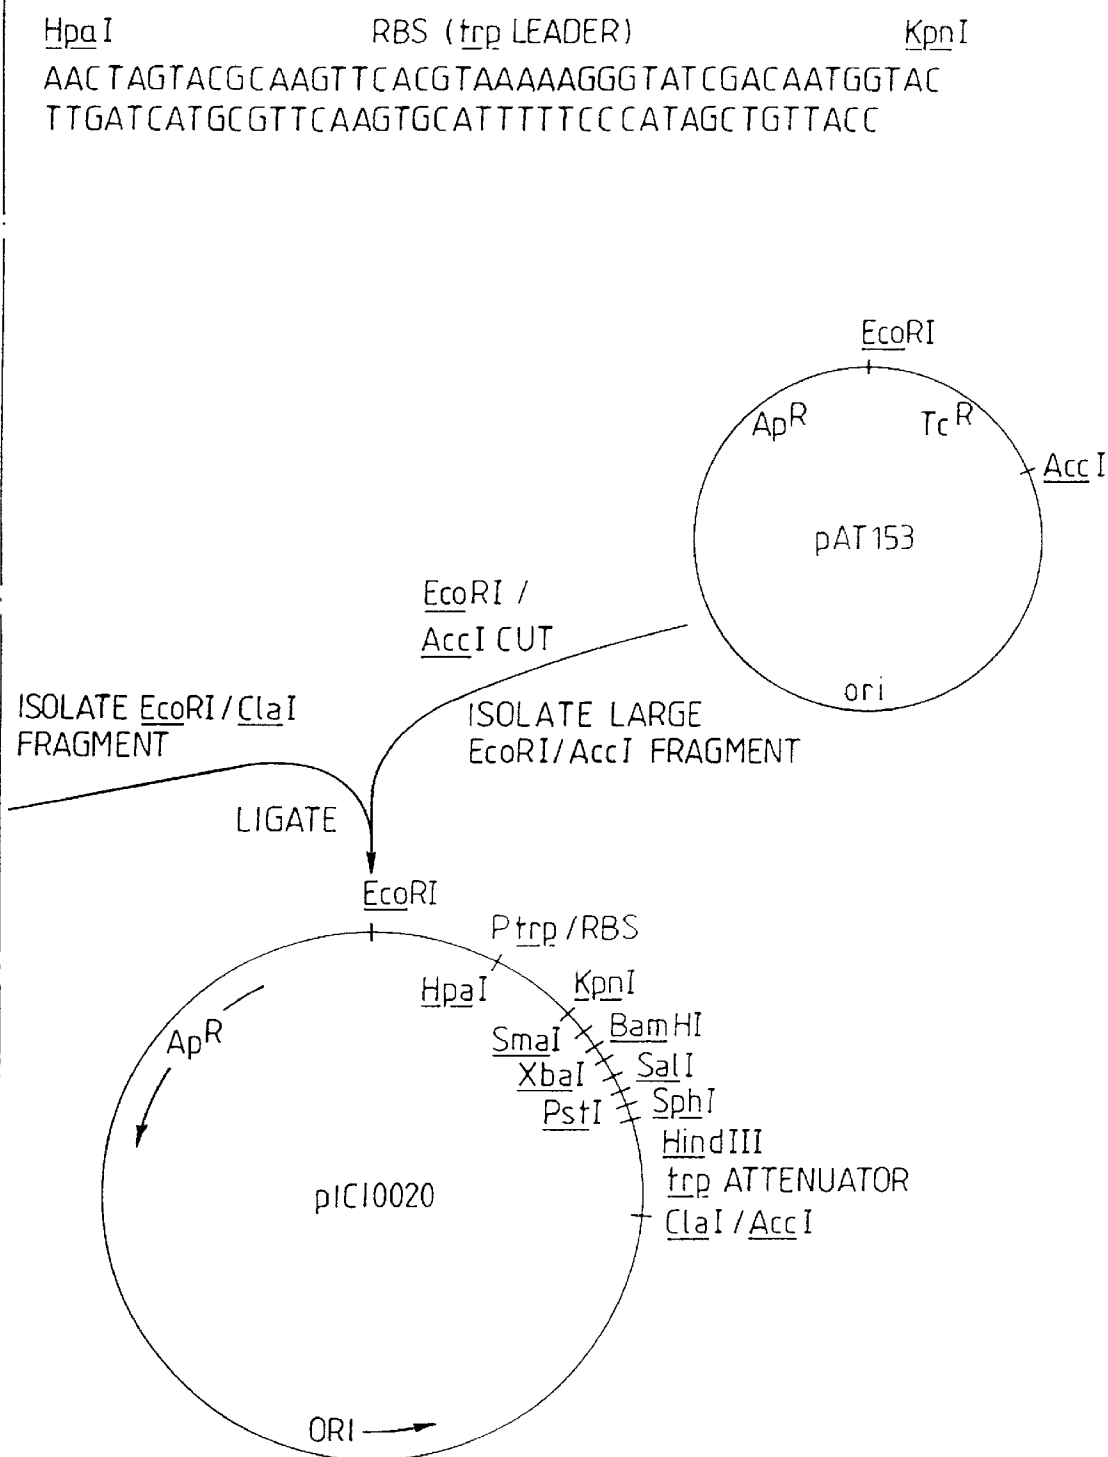 HpaI RBS (trp LEADER) KpnI
AACTAGTACGCAAGTTCACGTAAAAAGGGTATCGACAATGGTAC
TTGATCATGCGTTCAAGTGCATTTTTCCCATAGCTGTTACC
EcoRI
ApR TcR
AccI
pAT153
EcoRI /
AccI CUT
ori
ISOLATE EcoRI/ClaI
FRAGMENT
ISOLATE LARGE
EcoRI/AccI FRAGMENT
LIGATE
EcoRI
Ptrp/RBS
HpaI
KpnI
ApR
SmaI
BamHI
XbaI
SalI
PstI
SphI
HindIII
trp ATTENUATOR
pICI0020
ClaI/AccI
ORI